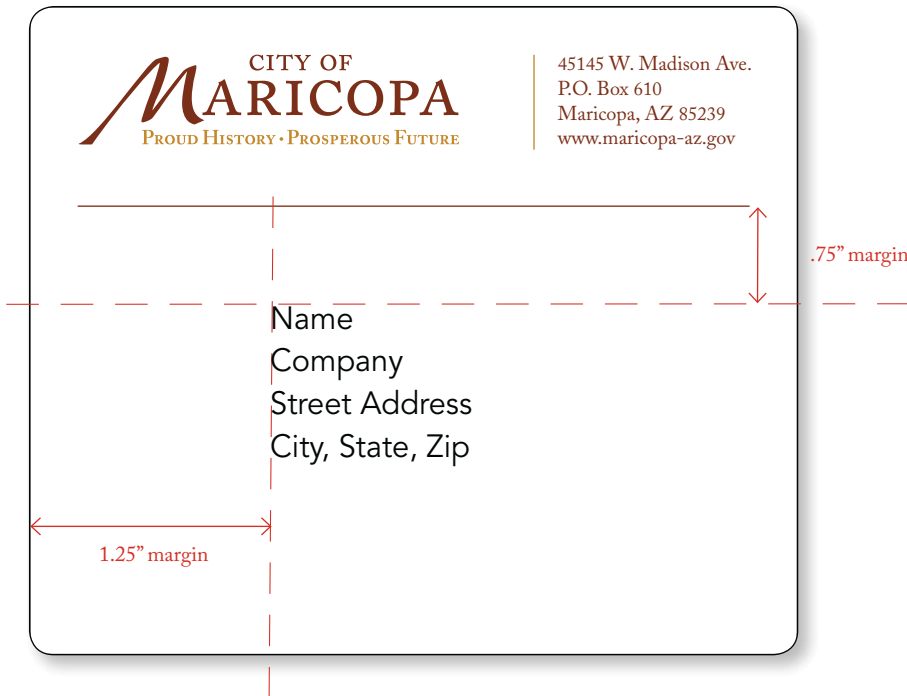 CITY OF
MARICOPA
PROUD HISTORY · PROSPEROUS FUTURE
45145 W. Madison Ave.
P.O. Box 610
Maricopa, AZ 85239
www.maricopa-az.gov
.75” margin
Name
Company
Street Address
City, State, Zip
1.25” margin